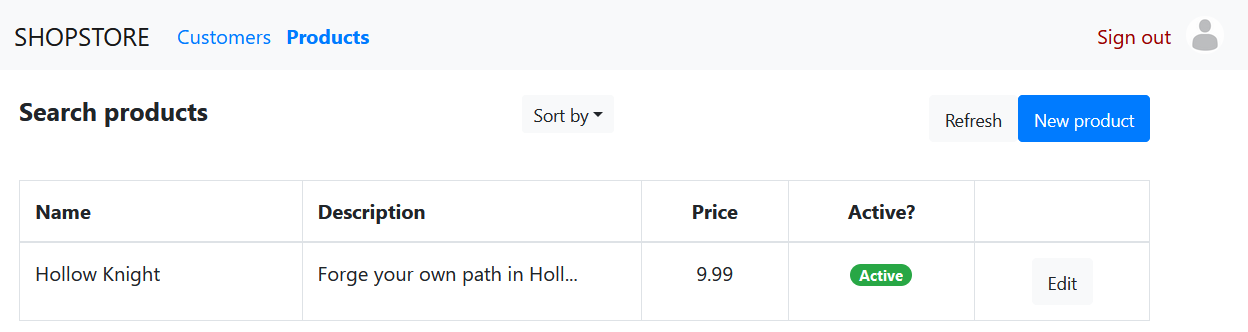 SHOPSTORE Customers Products Sign out
Search products Sort by Refresh New product
Name Description Price Active?
Hollow Knight Forge your own path in Holl... 9.99 Active Edit